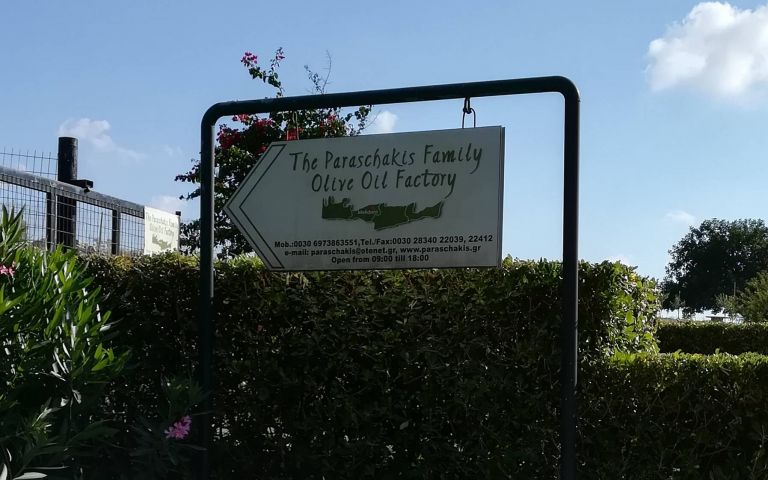 The Paraschakis Family
Olive Oil Factory
Mob.:0030 6973863551,Tel./Fax:0030 28340 22039, 22412
e-mail: paraschakis@otenet.gr, www.paraschakis.gr
Open from 09:00 till 18:00